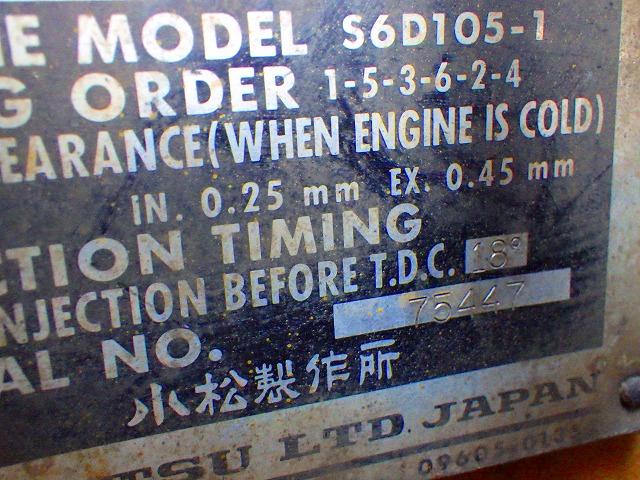 NE MODEL S6D105-1
G ORDER 1-5-3-6-2-4
EARANCE (WHEN ENGINE IS COLD)
IN. 0.25 mm EX. 0.45 mm
CTION TIMING
NJECTION BEFORE T.D.C. 18°
AL NO. 75447
小松製作所
TSU LTD. JAPAN